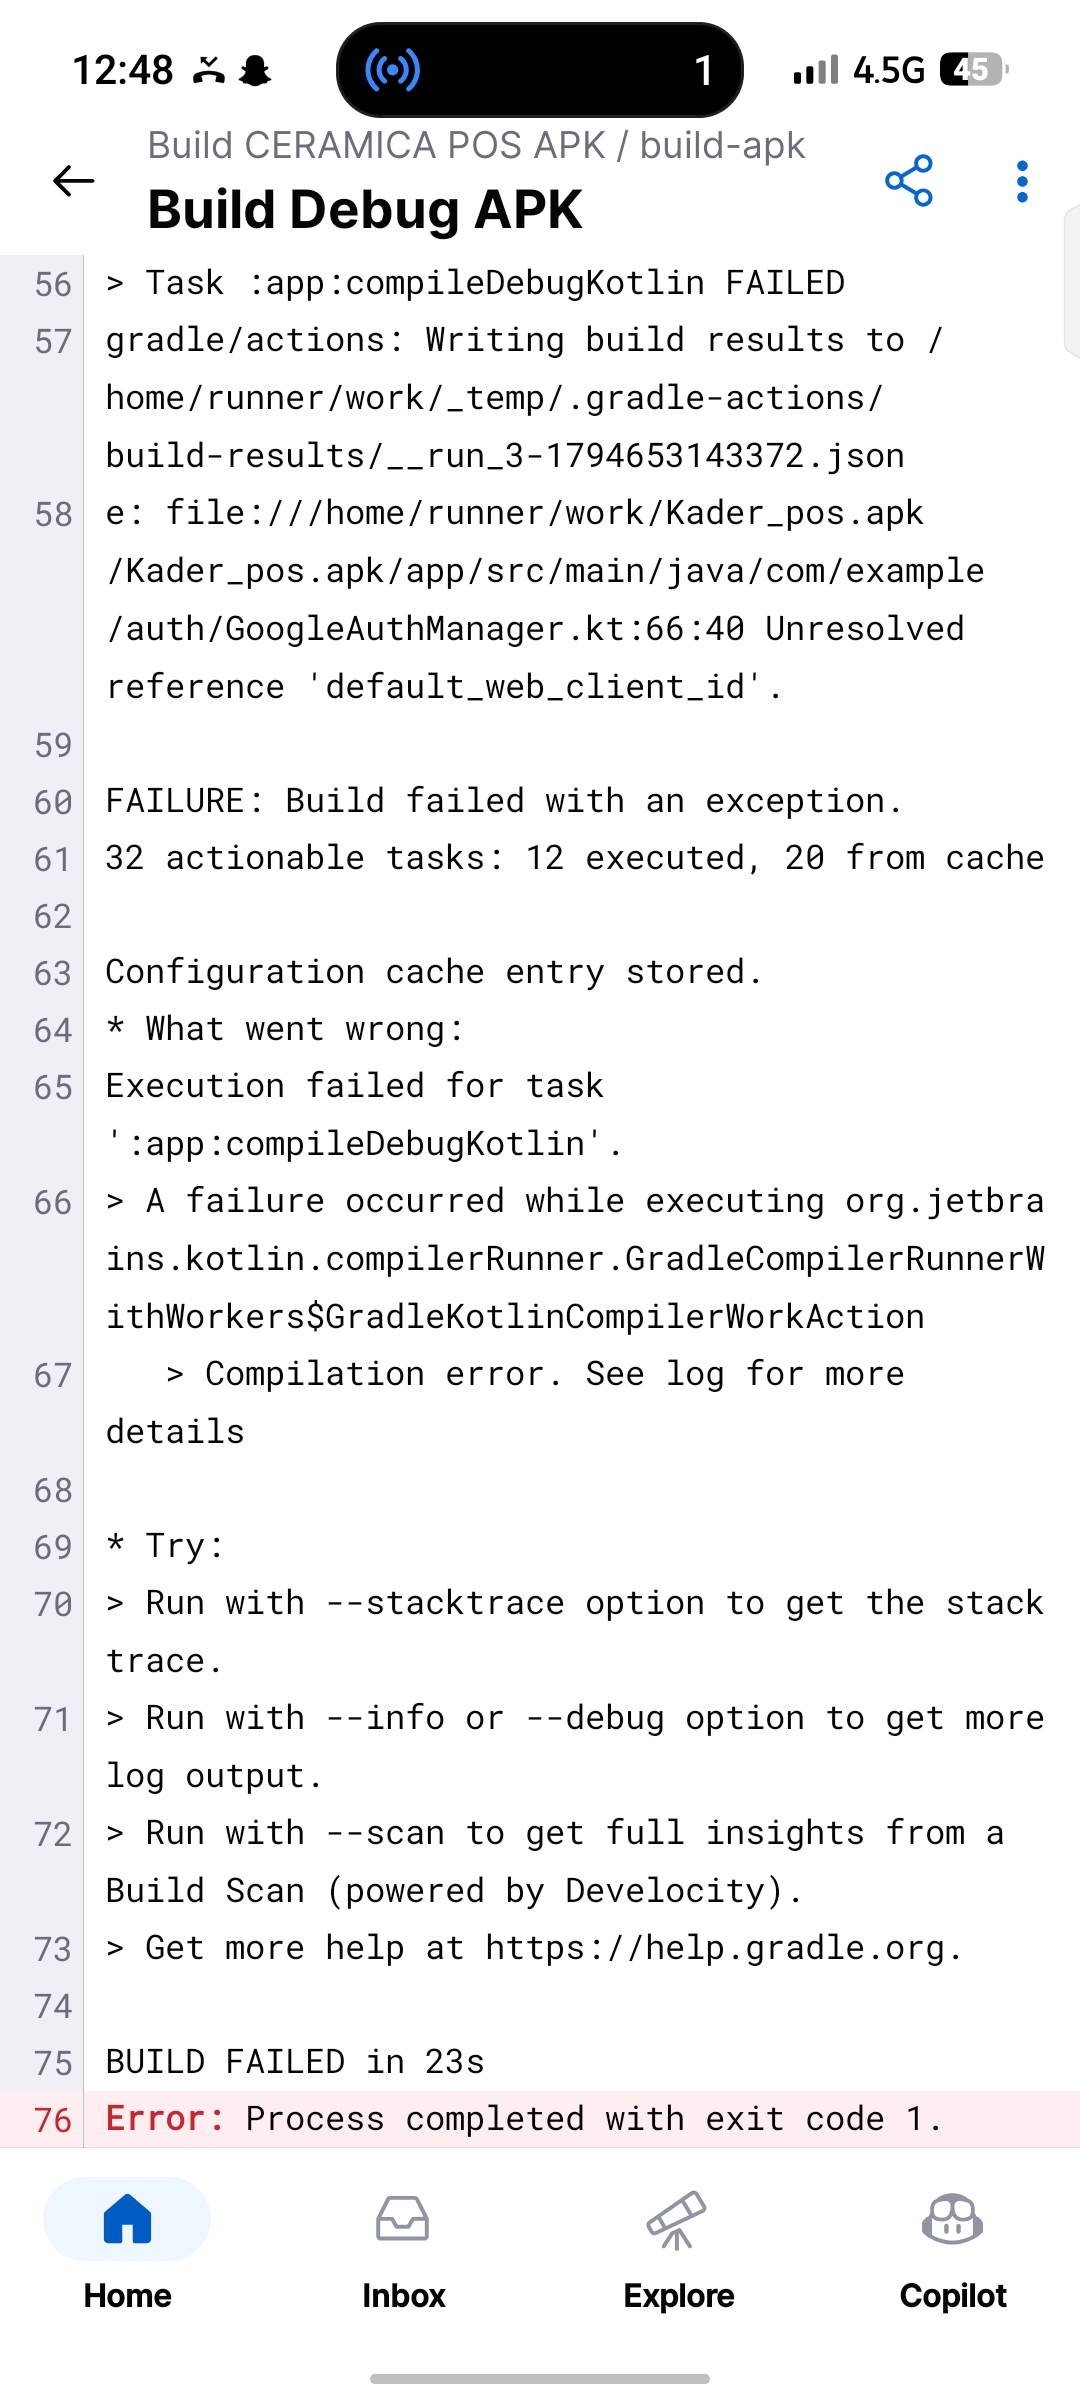 12:48
1
4.5G
45
Build CERAMICA POS APK / build-apk
Build Debug APK
56 > Task :app:compileDebugKotlin FAILED
57 gradle/actions: Writing build results to /
home/runner/work/_temp/.gradle-actions/
build-results/__run_3-1794653143372.json
58 e: file:///home/runner/work/Kader_pos.apk
/Kader_pos.apk/app/src/main/java/com/example
/auth/GoogleAuthManager.kt:66:40 Unresolved
reference 'default_web_client_id'.
59
60 FAILURE: Build failed with an exception.
61 32 actionable tasks: 12 executed, 20 from cache
62
63 Configuration cache entry stored.
64 * What went wrong:
65 Execution failed for task
':app:compileDebugKotlin'.
66 > A failure occurred while executing org.jetbra
ins.kotlin.compilerRunner.GradleCompilerRunnerW
ithWorkers$GradleKotlinCompilerWorkAction
67 > Compilation error. See log for more
details
68
69 * Try:
70 > Run with --stacktrace option to get the stack
trace.
71 > Run with --info or --debug option to get more
log output.
72 > Run with --scan to get full insights from a
Build Scan (powered by Develocity).
73 > Get more help at https://help.gradle.org.
74
75 BUILD FAILED in 23s
76 Error: Process completed with exit code 1.
Home
Inbox
Explore
Copilot